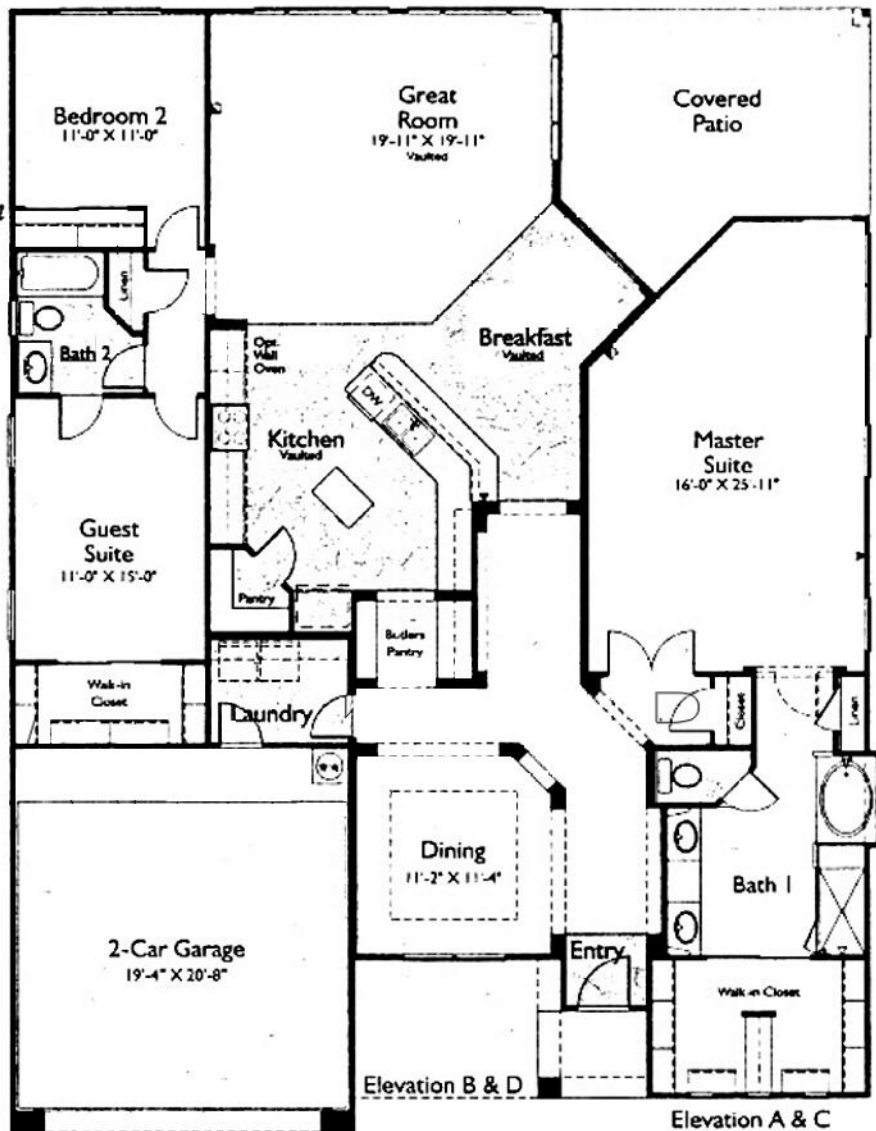 Bedroom 2
11'-0" X 11'-0"
Great
Room
19'-11" X 19'-11"
Vaulted
Covered
Patio
Linen
Bath 2
Opt.
Wall
Oven
Breakfast
Vaulted
DW
Kitchen
Vaulted
Master
Suite
16'-0" X 25'-11"
Guest
Suite
11'-0" X 15'-0"
Pantry
Butlers
Pantry
Walk-in
Closet
Laundry
Closet
Linen
Dining
11'-2" X 11'-4"
Bath 1
2-Car Garage
19'-4" X 20'-8"
Entry
Walk-in Closet
Elevation B & D
Elevation A & C